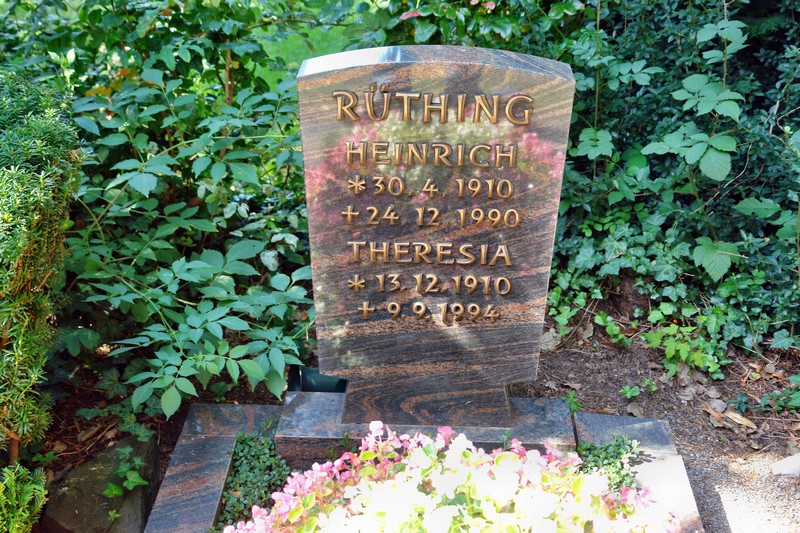 RÜTHING
HEINRICH
* 30. 4. 1910
+ 24. 12. 1990
THERESIA
* 13. 12. 1910
+ 9. 9. 1994